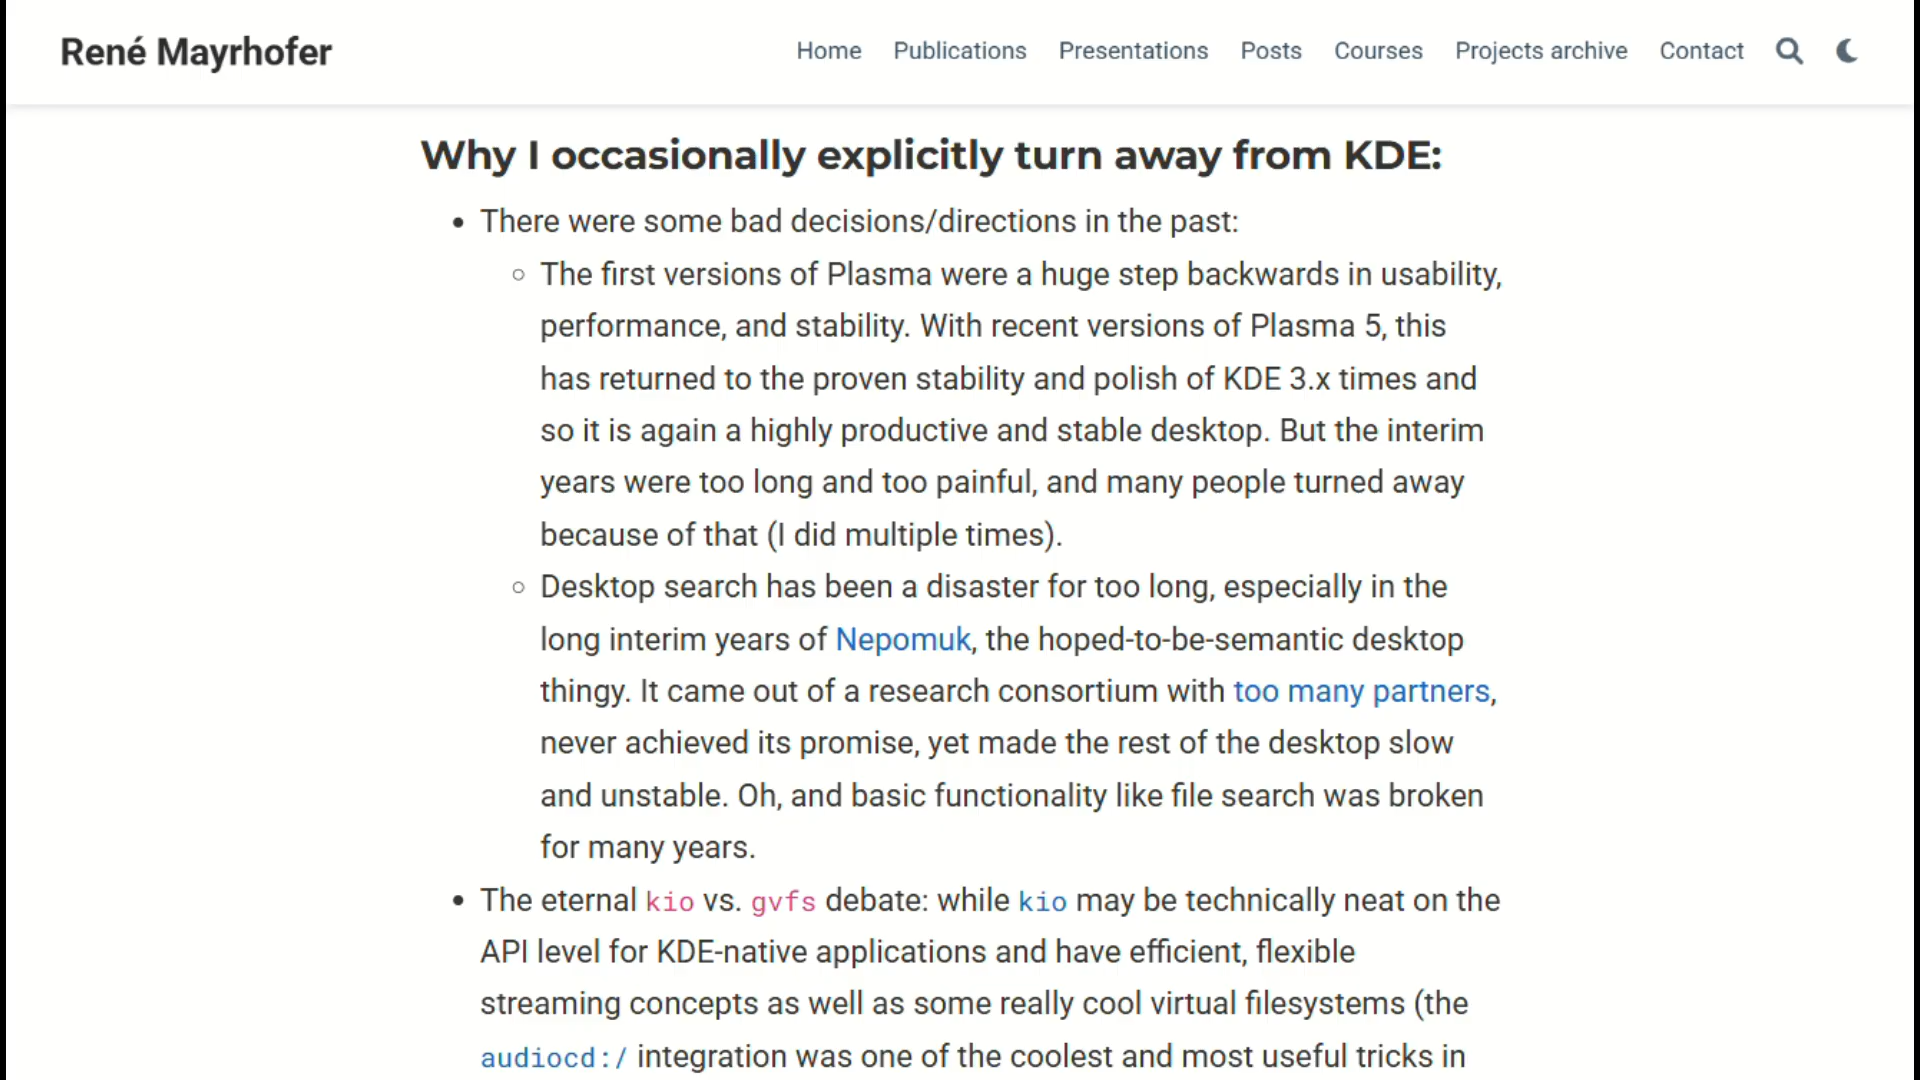 René Mayrhofer
Home Publications Presentations Posts Courses Projects archive Contact
Why I occasionally explicitly turn away from KDE:
• There were some bad decisions/directions in the past:
○ The first versions of Plasma were a huge step backwards in usability,
performance, and stability. With recent versions of Plasma 5, this
has returned to the proven stability and polish of KDE 3.x times and
so it is again a highly productive and stable desktop. But the interim
years were too long and too painful, and many people turned away
because of that (I did multiple times).
○ Desktop search has been a disaster for too long, especially in the
long interim years of Nepomuk, the hoped-to-be-semantic desktop
thingy. It came out of a research consortium with too many partners,
never achieved its promise, yet made the rest of the desktop slow
and unstable. Oh, and basic functionality like file search was broken
for many years.
• The eternal kio vs. gvfs debate: while kio may be technically neat on the
API level for KDE-native applications and have efficient, flexible
streaming concepts as well as some really cool virtual filesystems (the
audiocd:/ integration was one of the coolest and most useful tricks in